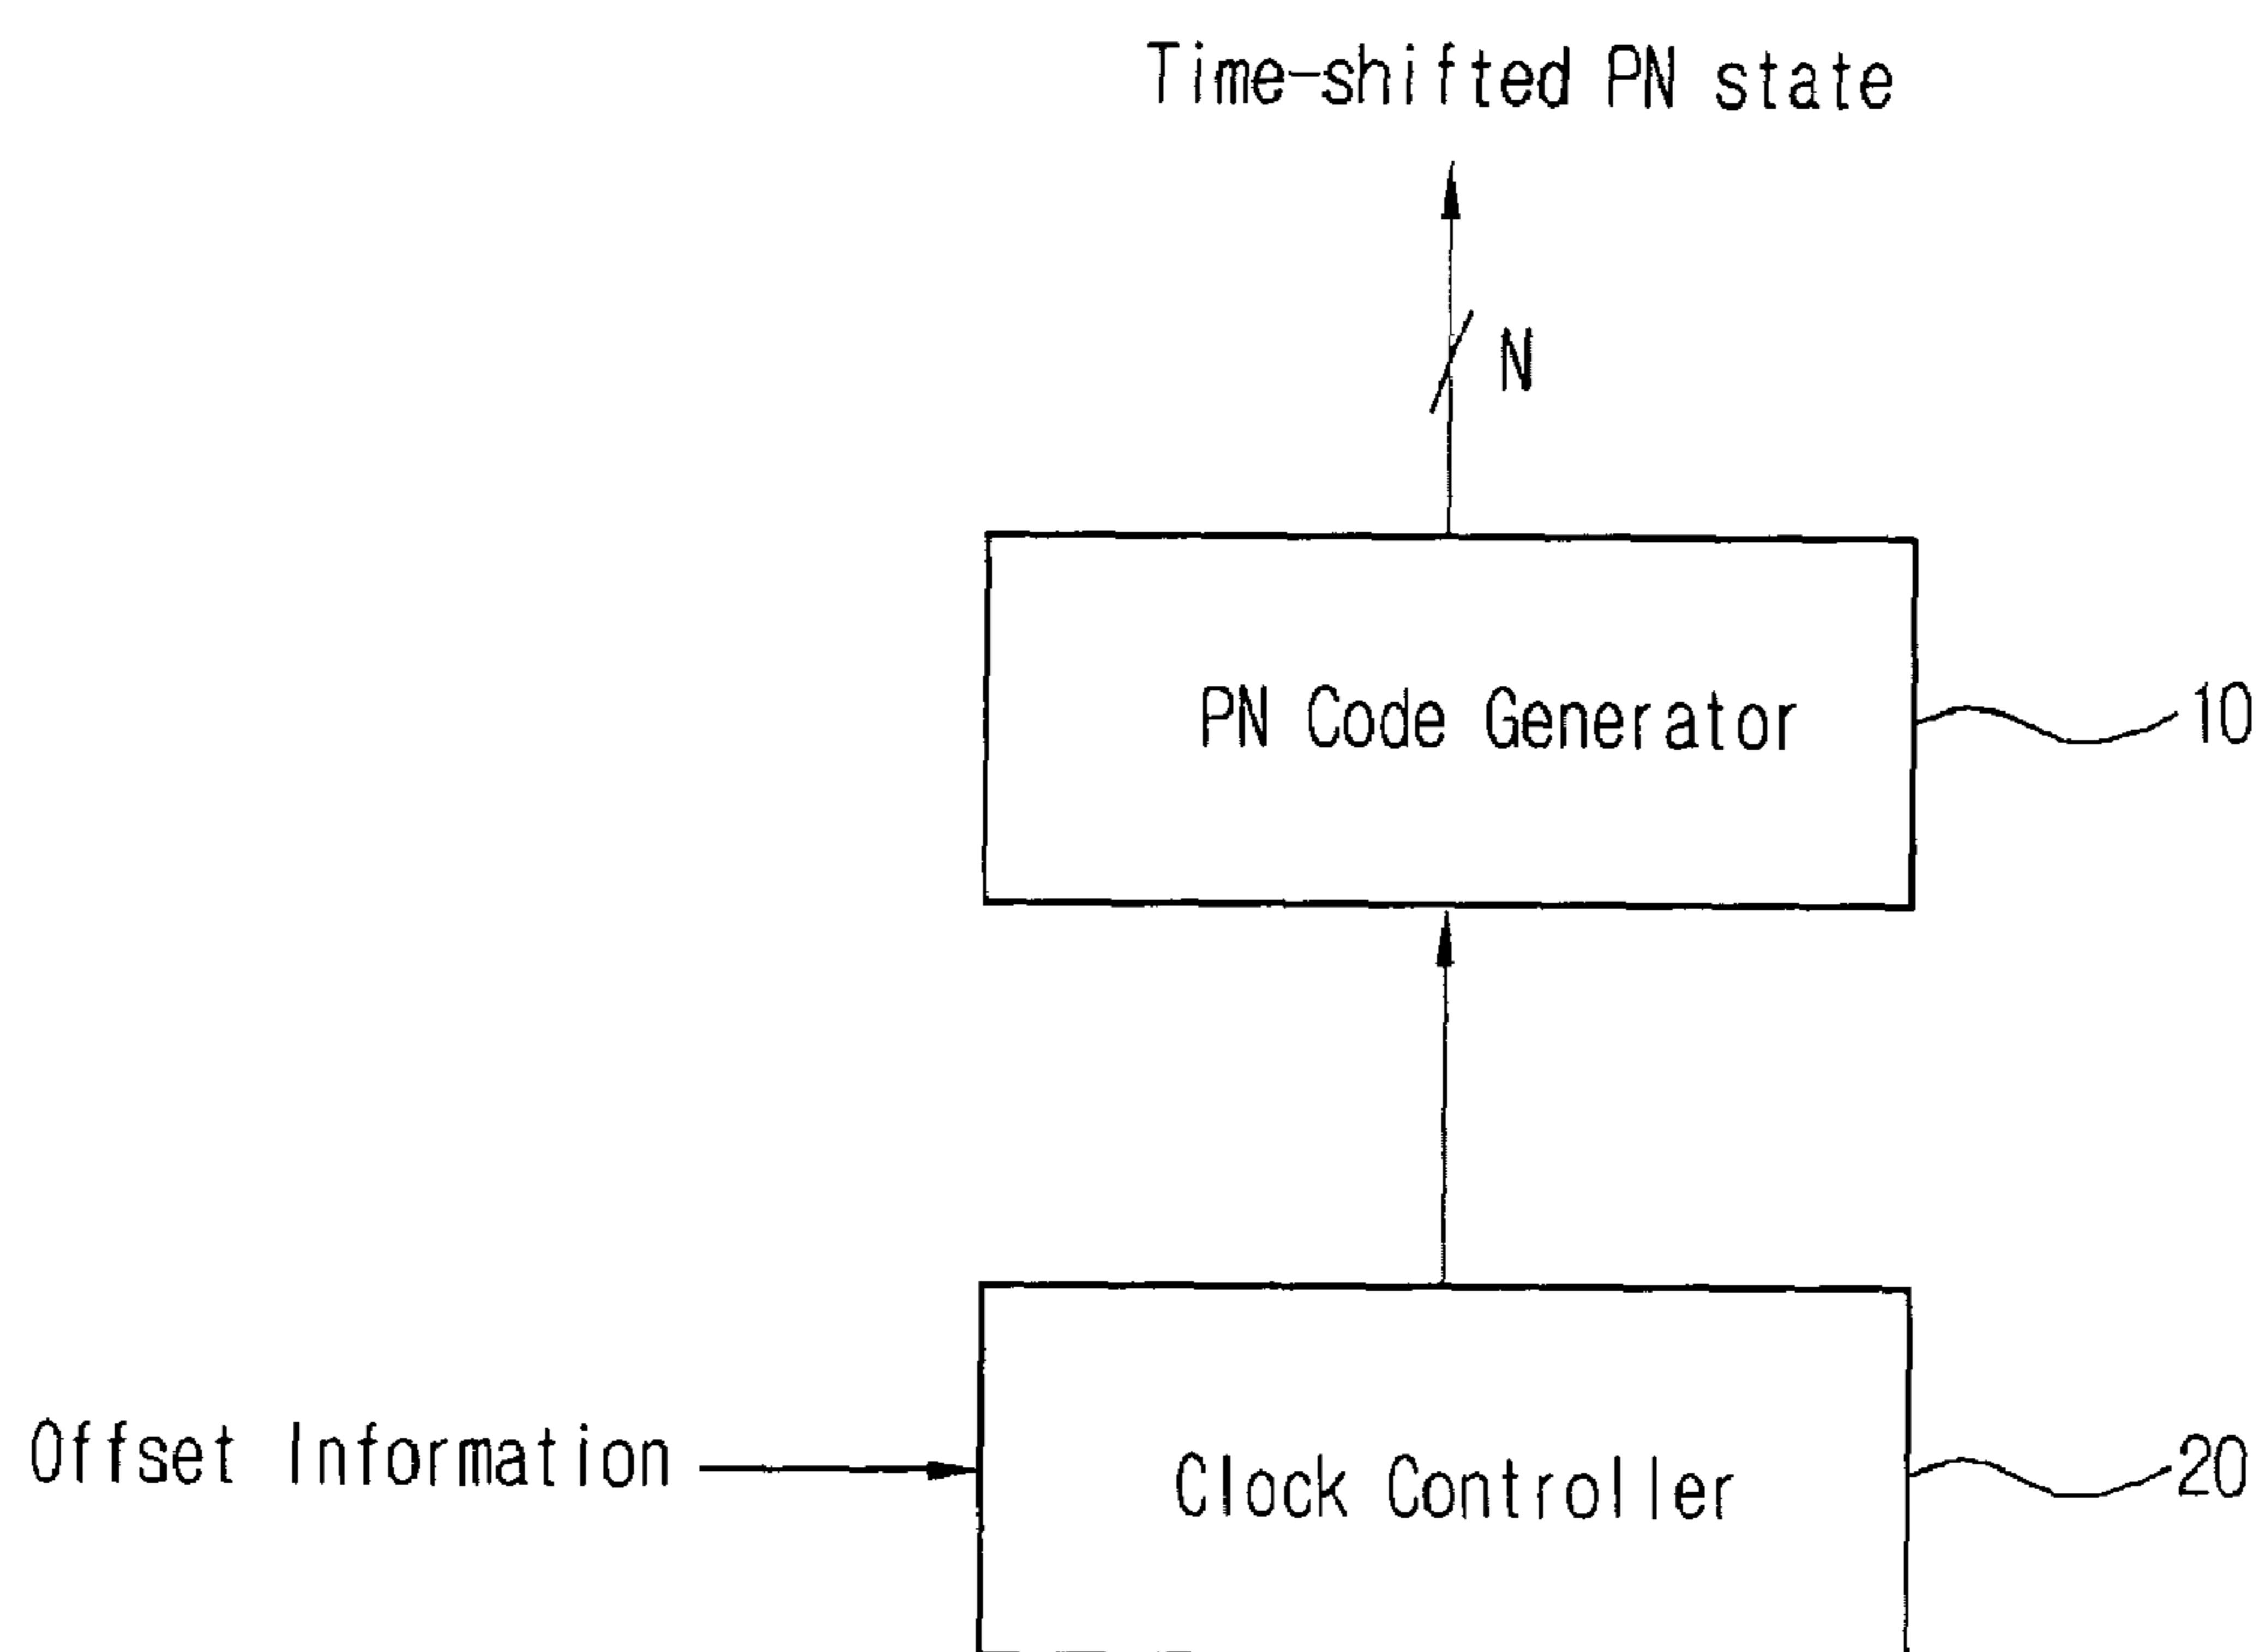 Time-shifted PN state
N
PN Code Generator
10
Offset Information
Clock Controller
20